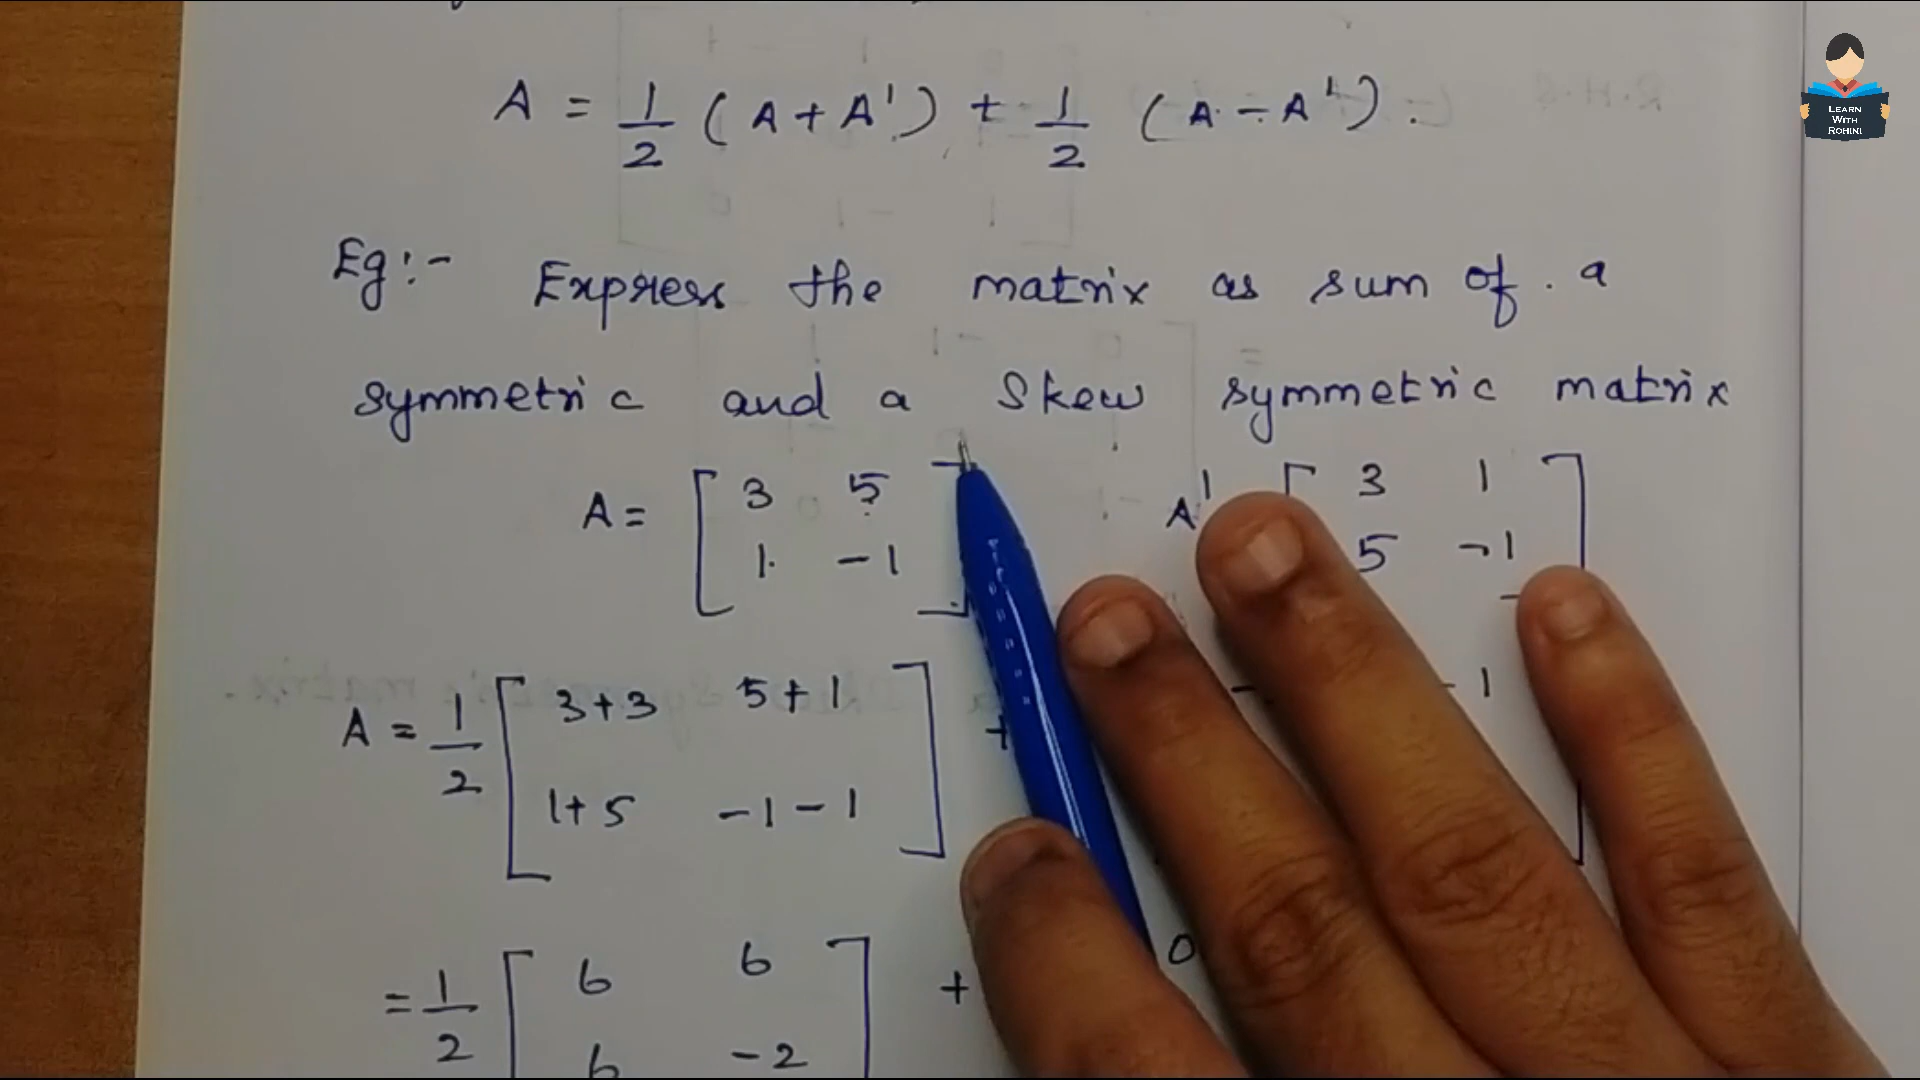 LEARN
WITH
ROHINI
A = 1/2 (A + A') + 1/2 (A - A').
Eg:- Express the matrix as sum of a
symmetric and a skew symmetric matrix
A = [ 3 5
1 -1 ]
A' [ 3 1
5 -1 ]
A = 1/2 [ 3+3 5+1
1+5 -1-1 ] + - 1
= 1/2 [ 6 6
6 -2 ] + 0